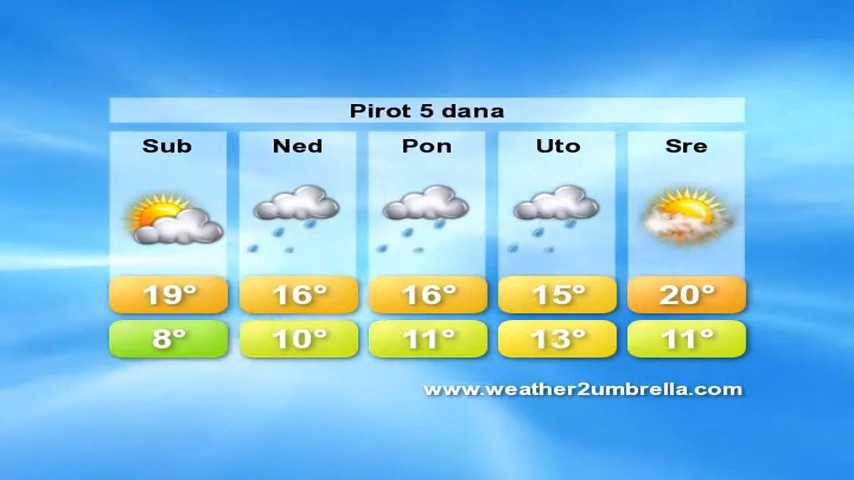 Pirot 5 dana
Sub Ned Pon Uto Sre
19° 16° 16° 15° 20°
8° 10° 11° 13° 11°
www.weather2umbrella.com